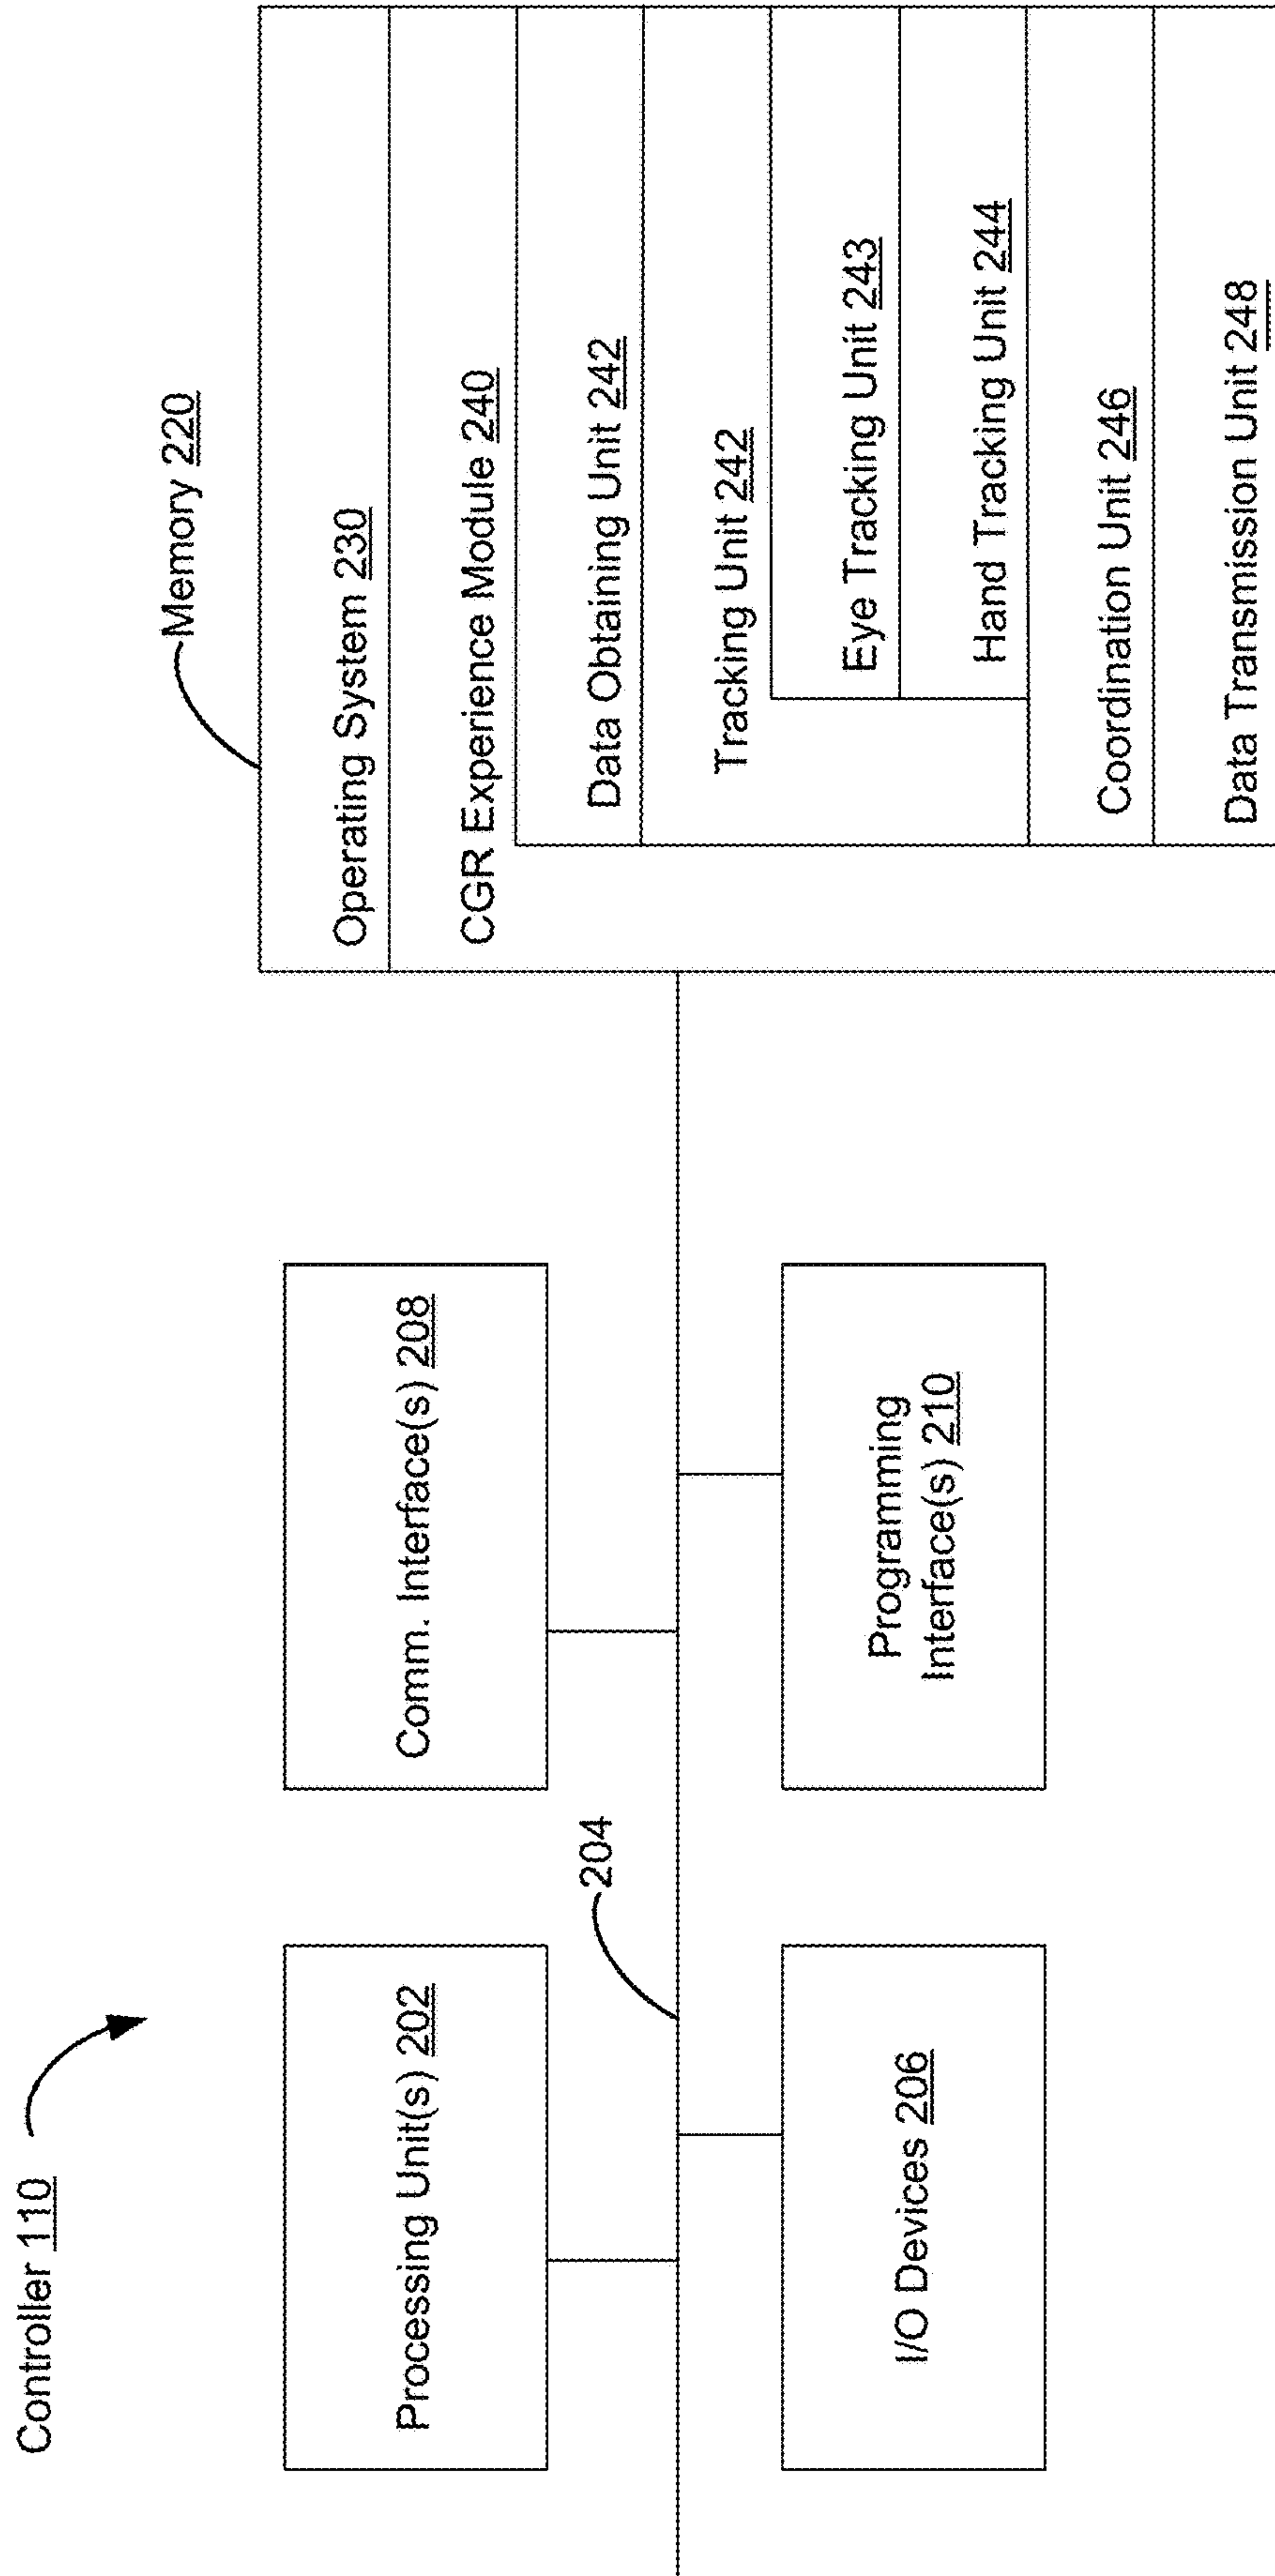 Controller 110
Processing Unit(s) 202
Comm. Interface(s) 208
204
I/O Devices 206
Programming
Interface(s) 210
Memory 220
Operating System 230
CGR Experience Module 240
Data Obtaining Unit 242
Tracking Unit 242
Eye Tracking Unit 243
Hand Tracking Unit 244
Coordination Unit 246
Data Transmission Unit 248